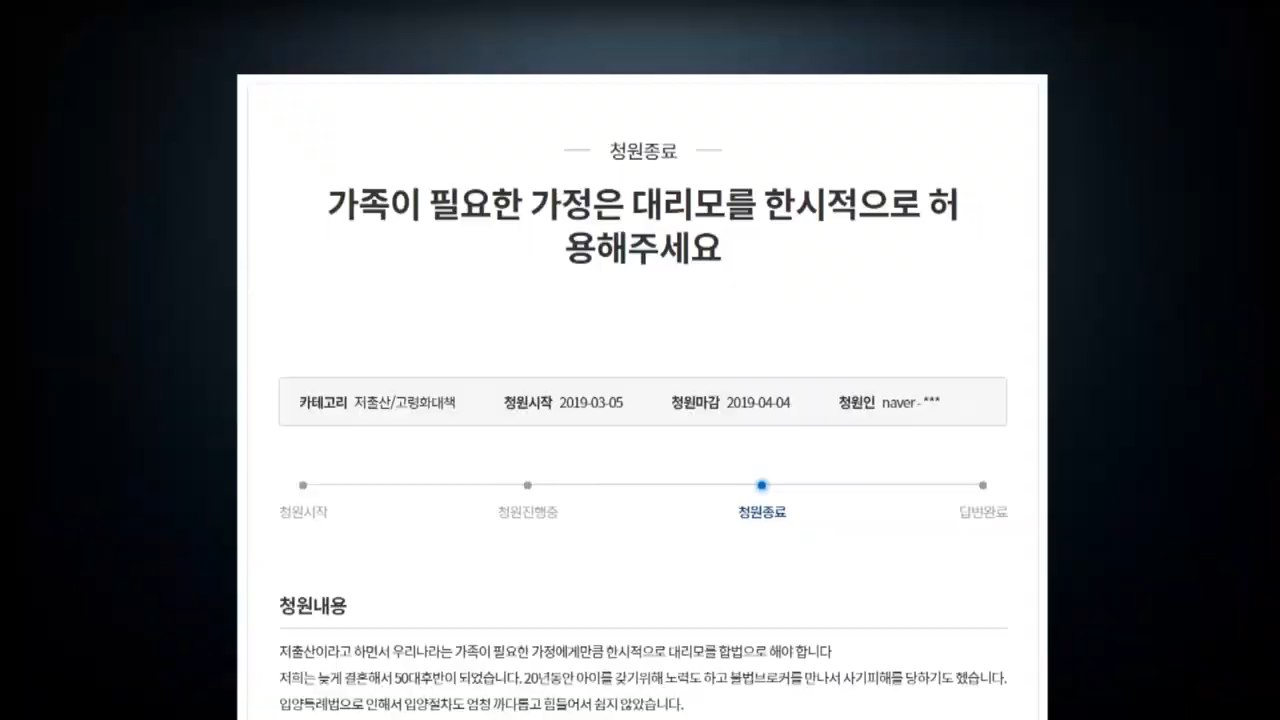 청원종료
가족이 필요한 가정은 대리모를 한시적으로 허
용해주세요
카테고리 저출산/고령화대책 청원시작 2019-03-05 청원마감 2019-04-04 청원인 naver - ***
청원시작 청원진행중 청원종료 답변완료
청원내용
저출산이라고 하면서 우리나라는 가족이 필요한 가정에게만큼 한시적으로 대리모를 합법으로 해야 합니다
저희는 늦게 결혼해서 50대후반이 되었습니다. 20년동안 아이를 갖기위해 노력도 하고 불법브로커를 만나서 사기피해를 당하기도 했습니다.
입양특례법으로 인해서 입양절차도 엄청 까다롭고 힘들어서 쉽지 않았습니다.